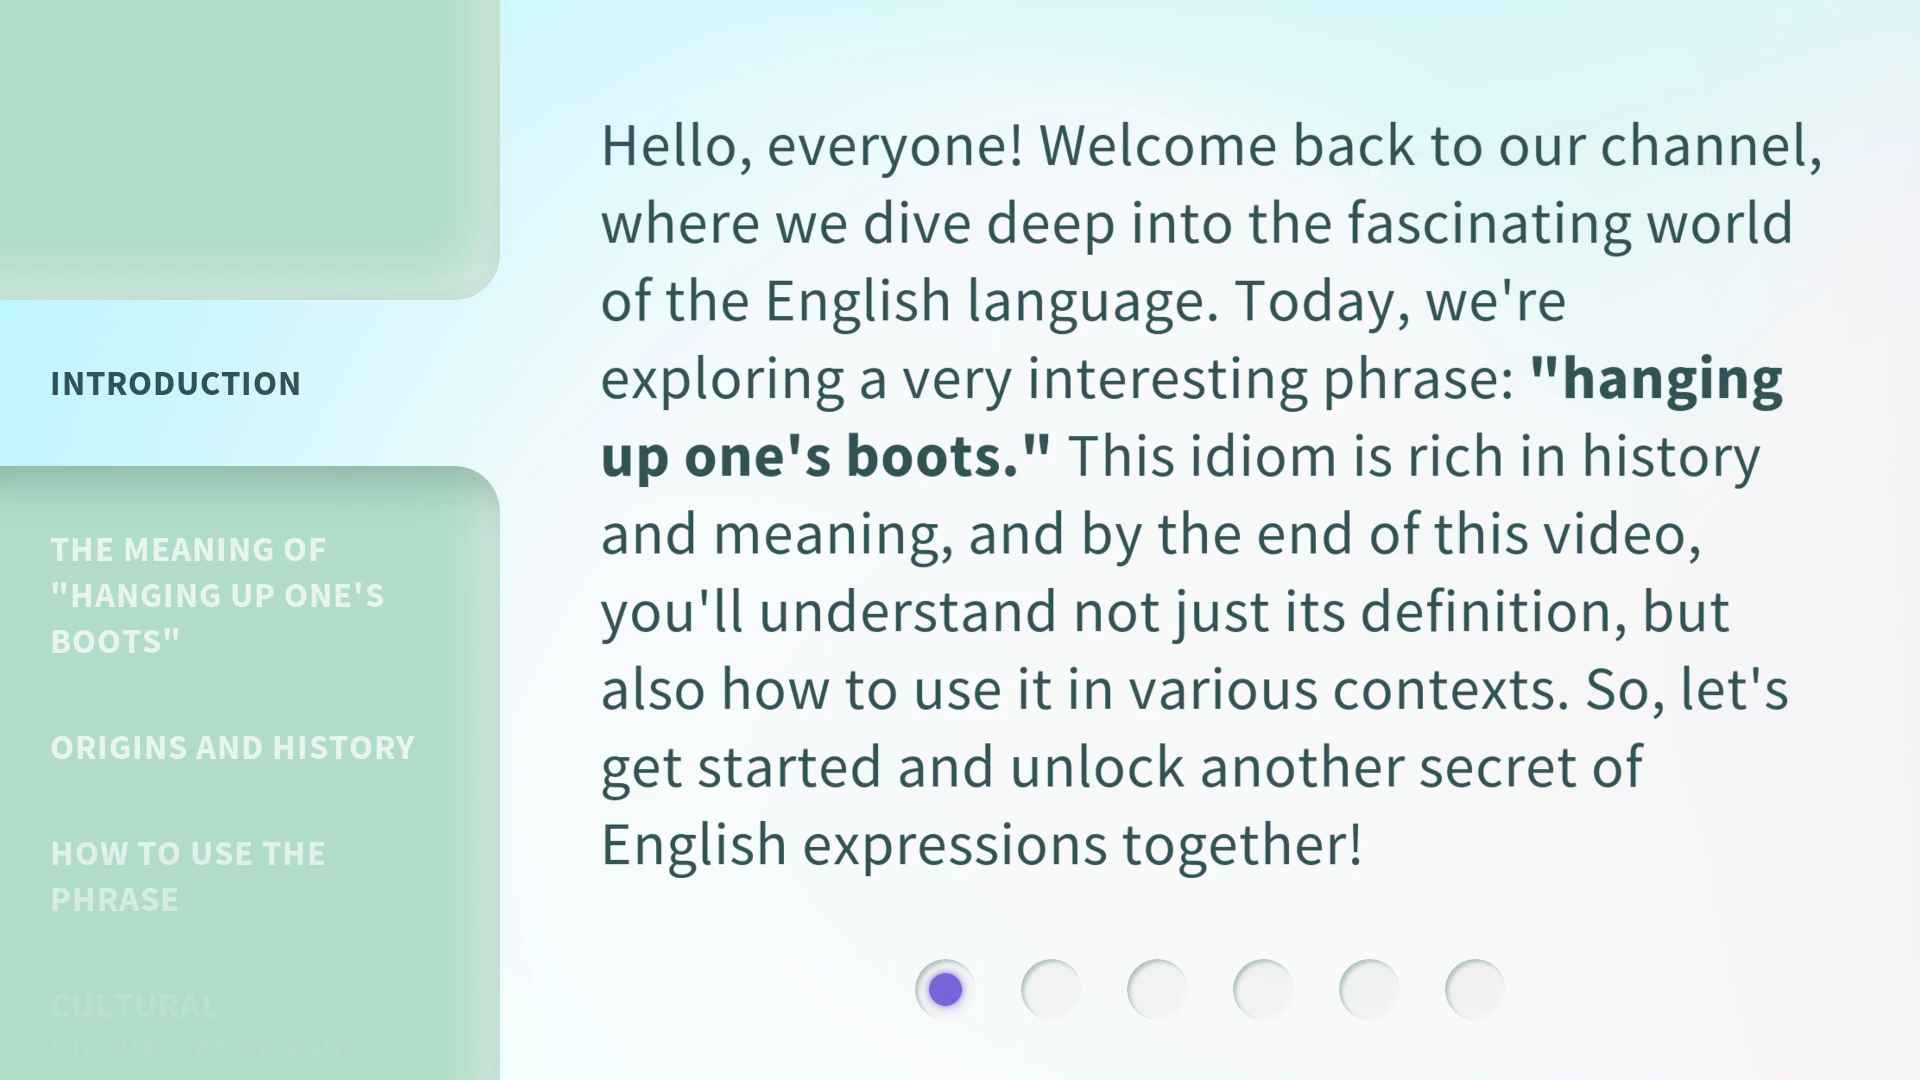 INTRODUCTION
THE MEANING OF
"HANGING UP ONE'S
BOOTS"
ORIGINS AND HISTORY
HOW TO USE THE
PHRASE
CULTURAL
SIGNIFICANCE AND
Hello, everyone! Welcome back to our channel,
where we dive deep into the fascinating world
of the English language. Today, we're
exploring a very interesting phrase: "hanging
up one's boots." This idiom is rich in history
and meaning, and by the end of this video,
you'll understand not just its definition, but
also how to use it in various contexts. So, let's
get started and unlock another secret of
English expressions together!